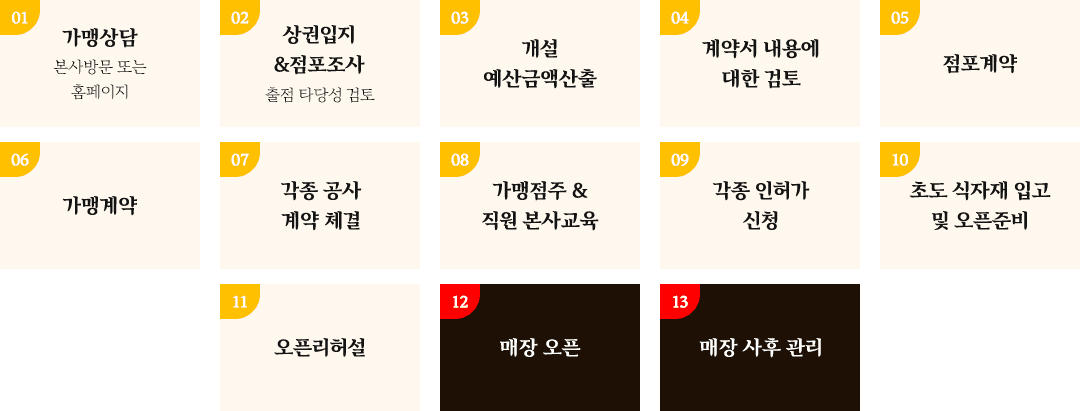 01
가맹상담
본사방문 또는
홈페이지
02
상권입지
&점포조사
출점 타당성 검토
03
개설
예산금액산출
04
계약서 내용에
대한 검토
05
점포계약
06
가맹계약
07
각종 공사
계약 체결
08
가맹점주 &
직원 본사교육
09
각종 인허가
신청
10
초도 식자재 입고
및 오픈준비
11
오픈리허설
12
매장 오픈
13
매장 사후 관리